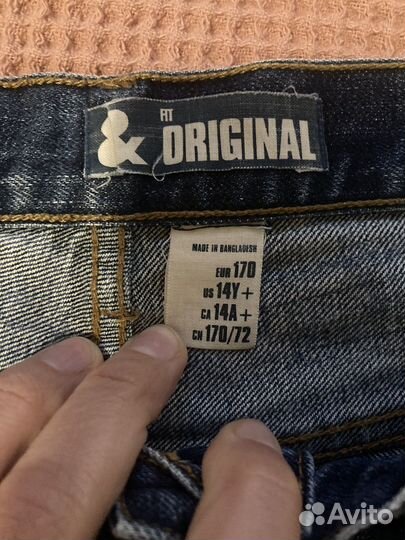 & FIT
ORIGINAL
MADE IN BANGLADESH
EUR 170
US 14Y+
CA 14A+
CN 170/72
Avito